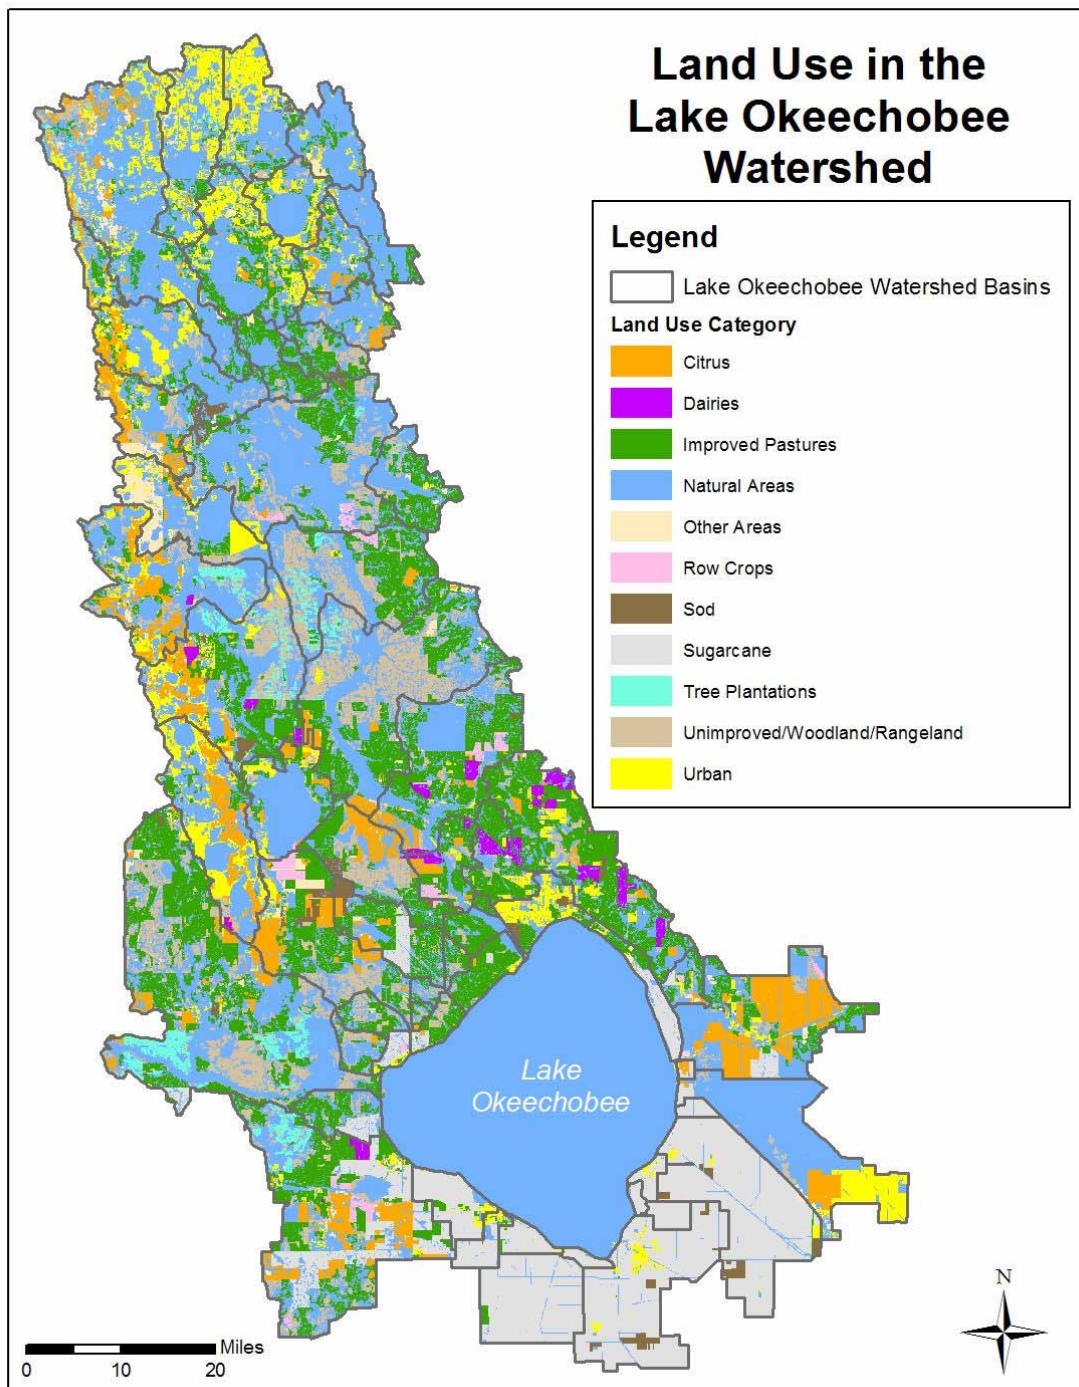 Land Use in the
Lake Okeechobee
Watershed
Legend
Lake Okeechobee Watershed Basins
Land Use Category
Citrus
Dairies
Improved Pastures
Natural Areas
Other Areas
Row Crops
Sod
Sugarcane
Tree Plantations
Unimproved/Woodland/Rangeland
Urban
Lake
Okeechobee
N
Miles
0 10 20